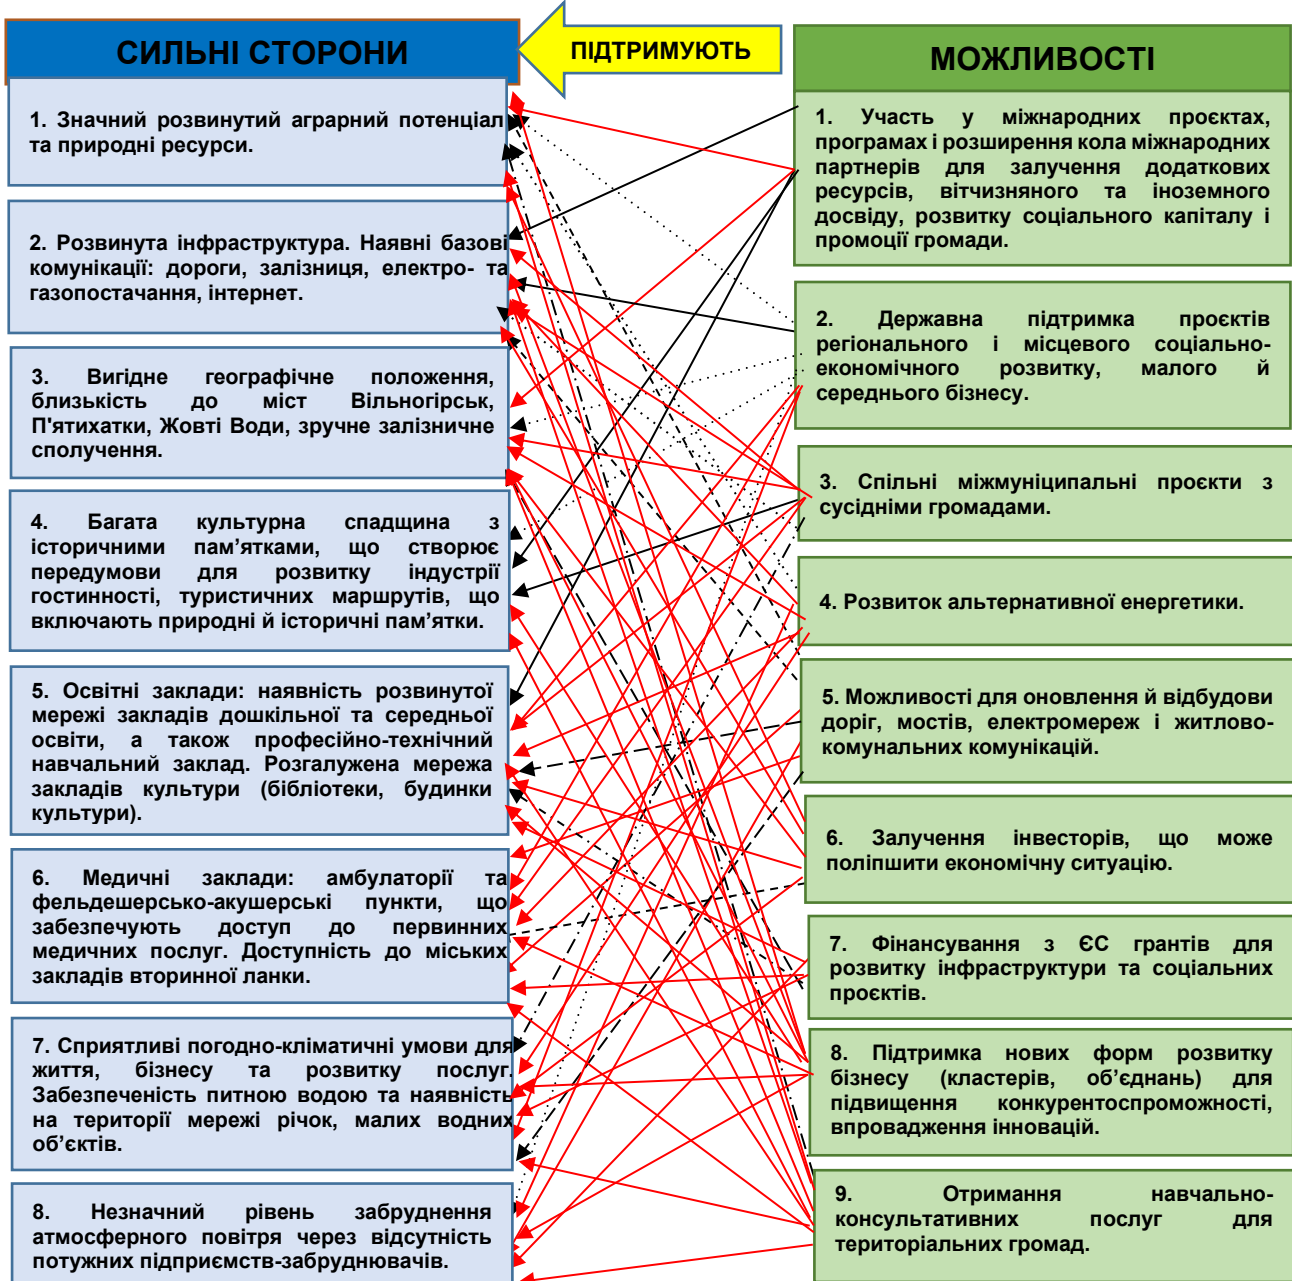 СИЛЬНІ СТОРОНИ
ПІДТРИМУЮТЬ
МОЖЛИВОСТІ
1. Значний розвинутий аграрний потенціал
та природні ресурси.
2. Розвинута інфраструктура. Наявні базові
комунікації: дороги, залізниця, електро- та
газопостачання, інтернет.
3. Вигідне географічне положення,
близькість до міст Вільногірськ,
П'ятихатки, Жовті Води, зручне залізничне
сполучення.
4. Багата культурна спадщина з
історичними пам’ятками, що створює
передумови для розвитку індустрії
гостинності, туристичних маршрутів, що
включають природні й історичні пам’ятки.
5. Освітні заклади: наявність розвинутої
мережі закладів дошкільної та середньої
освіти, а також професійно-технічний
навчальний заклад. Розгалужена мережа
закладів культури (бібліотеки, будинки
культури).
6. Медичні заклади: амбулаторії та
фельдешерсько-акушерські пункти, що
забезпечують доступ до первинних
медичних послуг. Доступність до міських
закладів вторинної ланки.
7. Сприятливі погодно-кліматичні умови для
життя, бізнесу та розвитку послуг.
Забезпеченість питною водою та наявність
на території мережі річок, малих водних
об’єктів.
8. Незначний рівень забруднення
атмосферного повітря через відсутність
потужних підприємств-забруднювачів.
1. Участь у міжнародних проєктах,
програмах і розширення кола міжнародних
партнерів для залучення додаткових
ресурсів, вітчизняного та іноземного
досвіду, розвитку соціального капіталу і
промоції громади.
2. Державна підтримка проєктів
регіонального і місцевого соціально-
економічного розвитку, малого й
середнього бізнесу.
3. Спільні міжмуніципальні проєкти з
сусідніми громадами.
4. Розвиток альтернативної енергетики.
5. Можливості для оновлення й відбудови
доріг, мостів, електромереж і житлово-
комунальних комунікацій.
6. Залучення інвесторів, що може
поліпшити економічну ситуацію.
7. Фінансування з ЄС грантів для
розвитку інфраструктури та соціальних
проєктів.
8. Підтримка нових форм розвитку
бізнесу (кластерів, об’єднань) для
підвищення конкурентоспроможності,
впровадження інновацій.
9. Отримання навчально-
консультативних послуг для
територіальних громад.